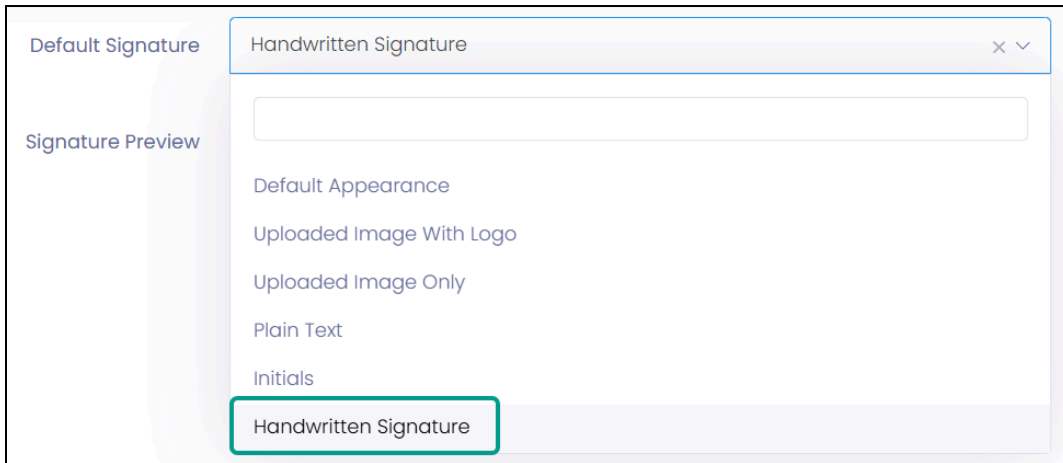 Default Signature
Handwritten Signature
Signature Preview
Default Appearance
Uploaded Image With Logo
Uploaded Image Only
Plain Text
Initials
Handwritten Signature